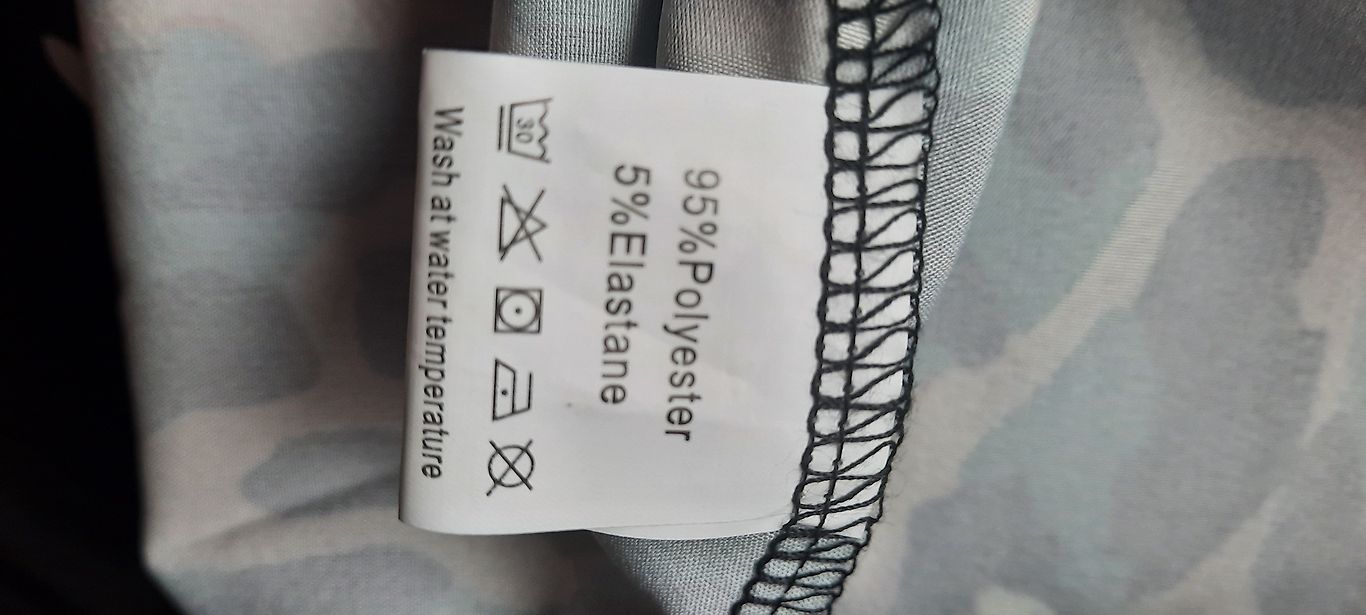 95%Polyester
5%Elastane
30
Wash at water temperature